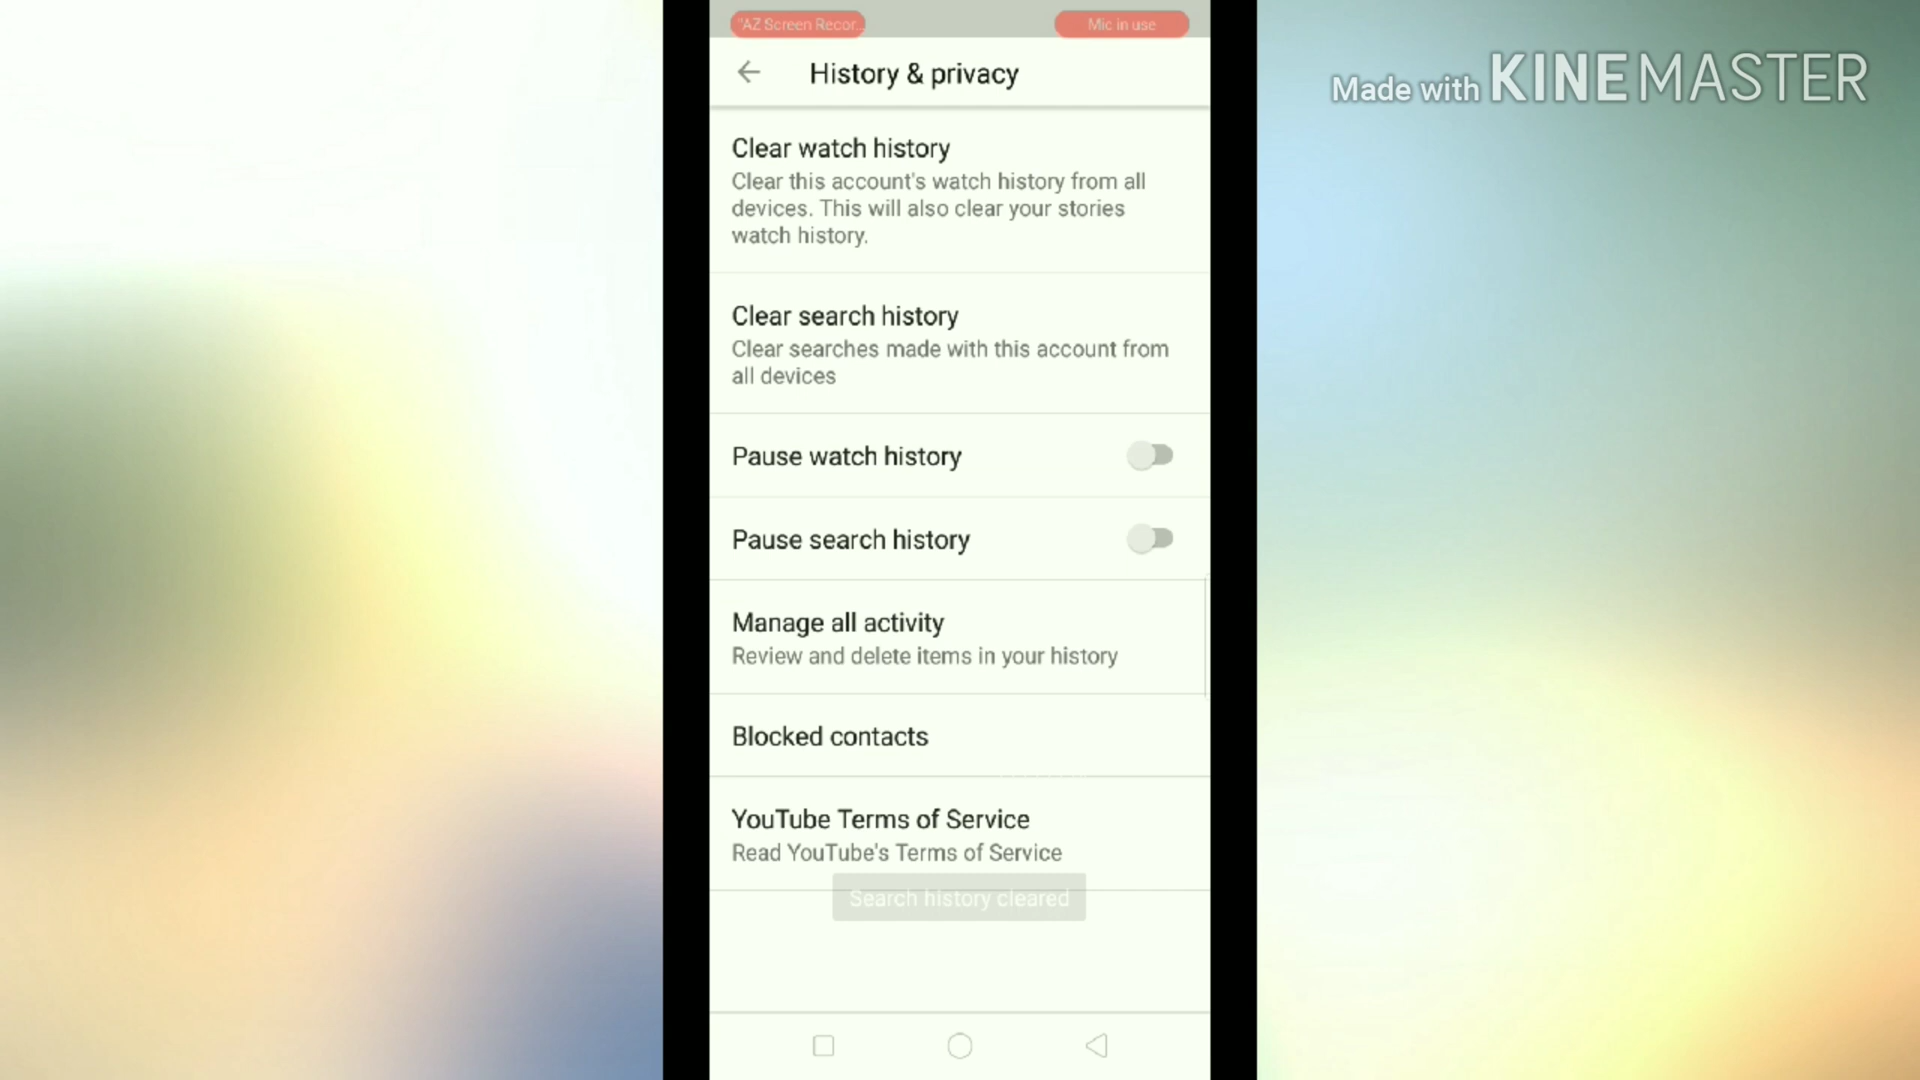 "AZ Screen Recor...
Mic in use
History & privacy
Made with KINEMASTER
Clear watch history
Clear this account's watch history from all
devices. This will also clear your stories
watch history.
Clear search history
Clear searches made with this account from
all devices
Pause watch history
Pause search history
Manage all activity
Review and delete items in your history
Blocked contacts
YouTube Terms of Service
Read YouTube's Terms of Service
Search history cleared